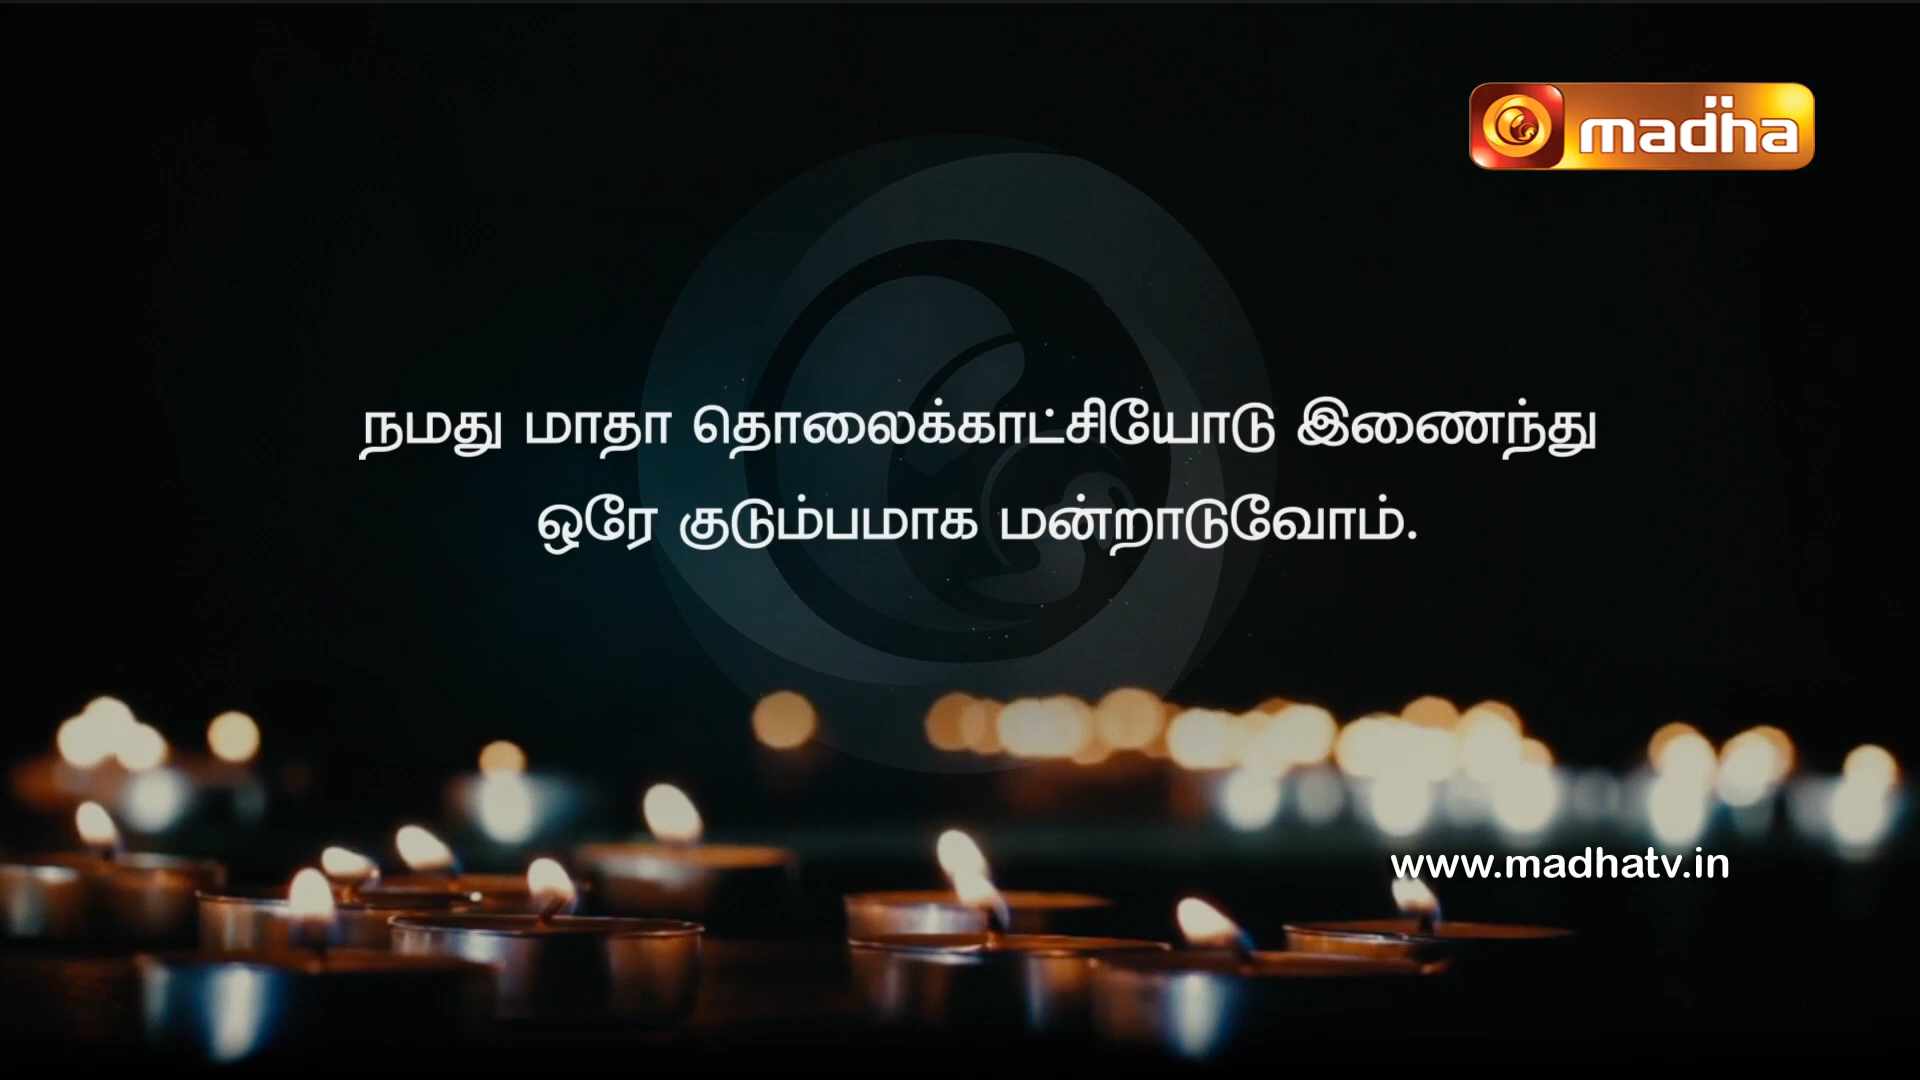 madha
நமது மாதா தொலைக்காட்சியோடு இணைந்து
ஒரே குடும்பமாக மன்றாடுவோம்.
www.madhatv.in